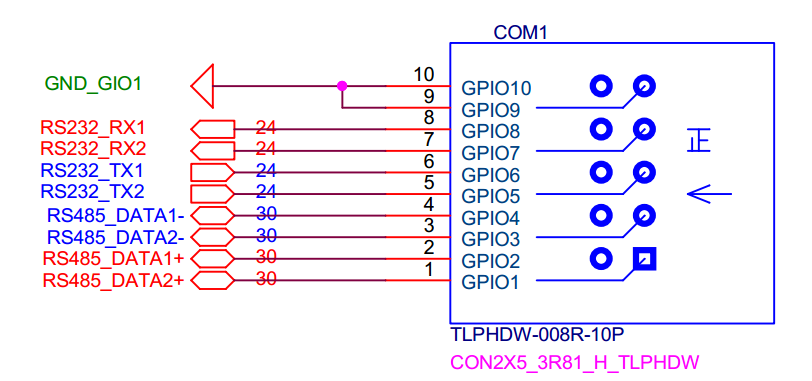 COM1
GND_GIO1 10 GPIO10
9 GPIO9
RS232_RX1 24 8 GPIO8
RS232_RX2 24 7 GPIO7 正
RS232_TX1 24 6 GPIO6
RS232_TX2 24 5 GPIO5
RS485_DATA1- 30 4 GPIO4
RS485_DATA2- 30 3 GPIO3
RS485_DATA1+ 30 2 GPIO2
RS485_DATA2+ 30 1 GPIO1
TLPHDW-008R-10P
CON2X5_3R81_H_TLPHDW